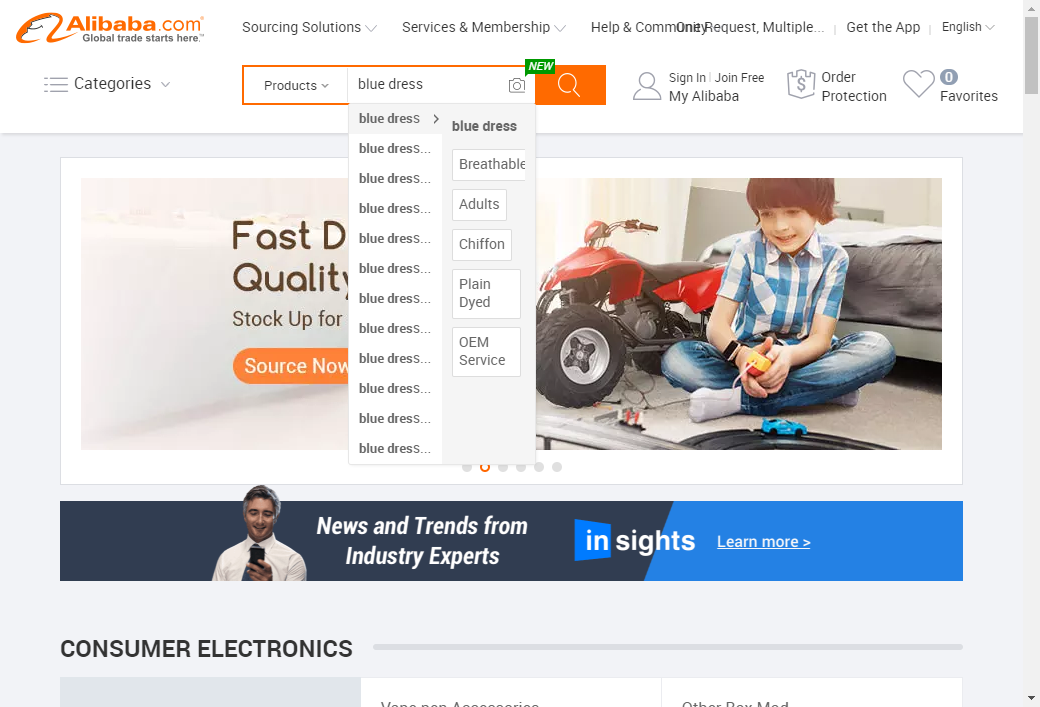 Alibaba.com
Global trade starts here.™
Sourcing Solutions
Services & Membership
Help & Community
One Request, Multiple...
Get the App
English
Categories
Products
blue dress
NEW
Sign In
Join Free
My Alibaba
Order
Protection
0
Favorites
blue dress
blue dress...
blue dress...
blue dress...
blue dress...
blue dress...
blue dress...
blue dress...
blue dress...
blue dress...
blue dress...
blue dress...
blue dress
Breathable
Adults
Chiffon
Plain
Dyed
OEM
Service
Fast D
Quality
Stock Up for
Source Now
News and Trends from
Industry Experts
in sights
Learn more >
CONSUMER ELECTRONICS
Vape pen Accessories
Other Box Mod